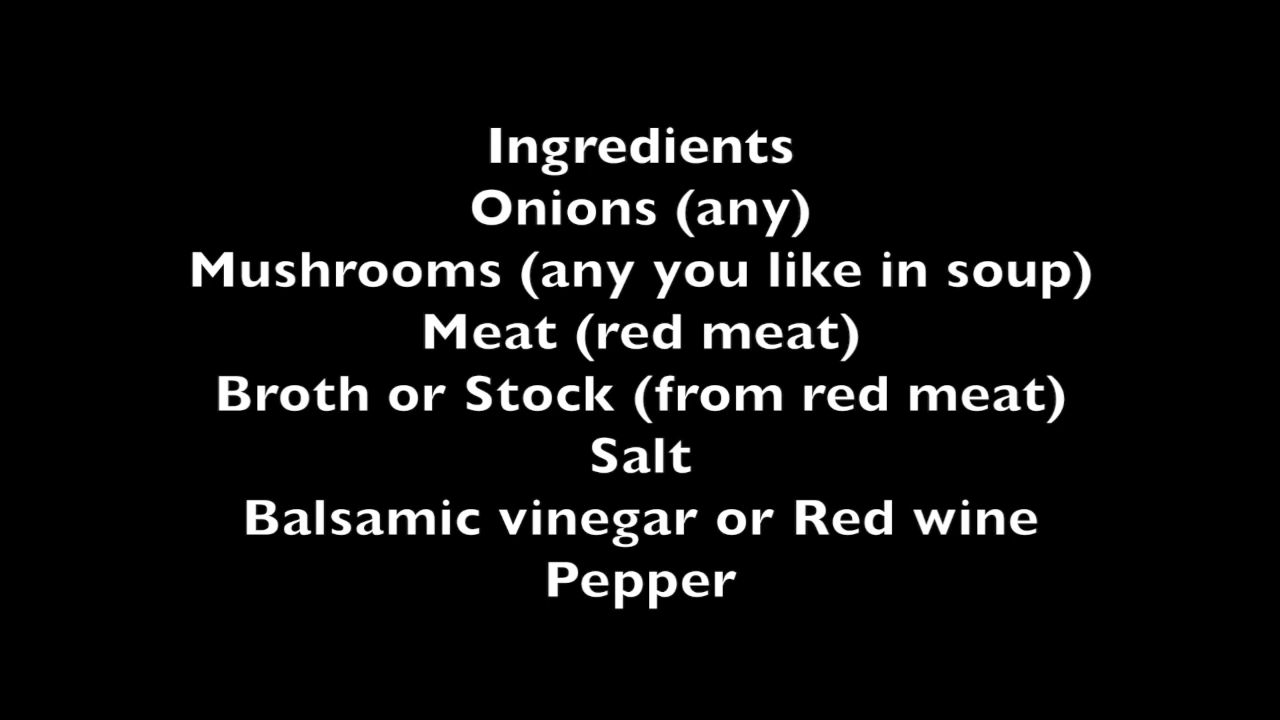 Ingredients
Onions (any)
Mushrooms (any you like in soup)
Meat (red meat)
Broth or Stock (from red meat)
Salt
Balsamic vinegar or Red wine
Pepper